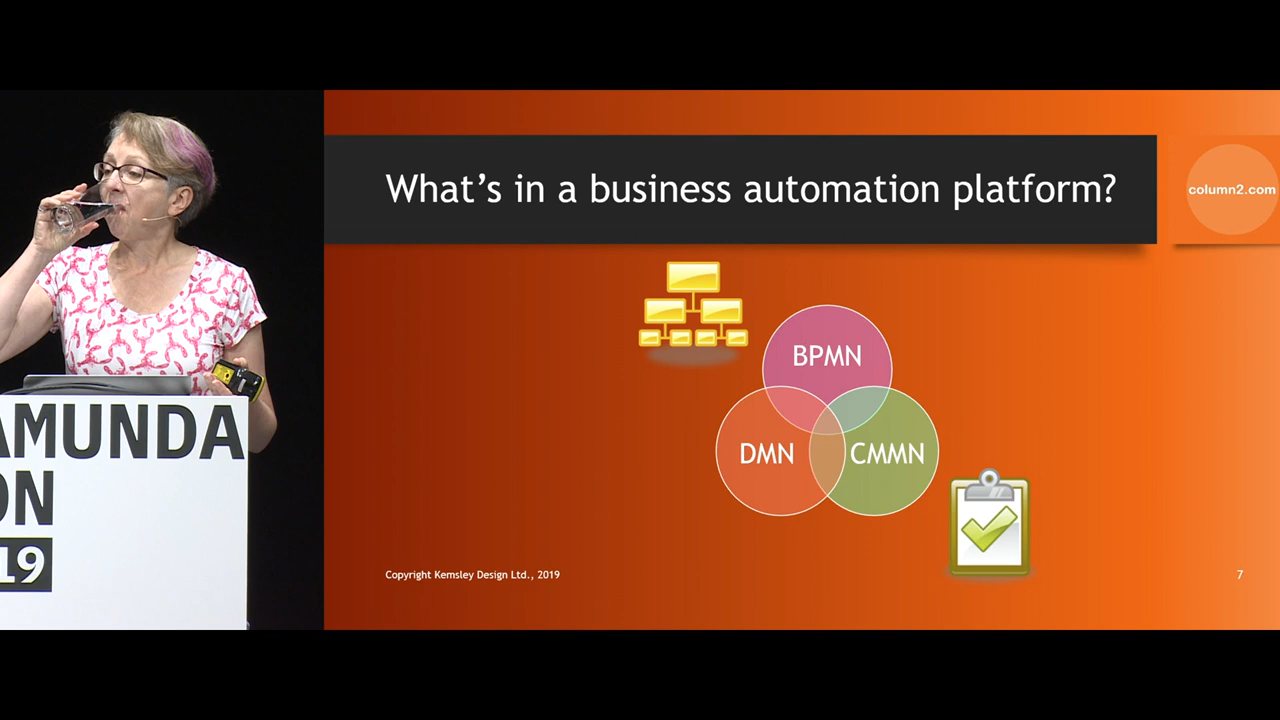 What's in a business automation platform?
column2.com
BPMN
DMN
CMMN
AMUNDA
ON
19
Copyright Kemsley Design Ltd., 2019
7